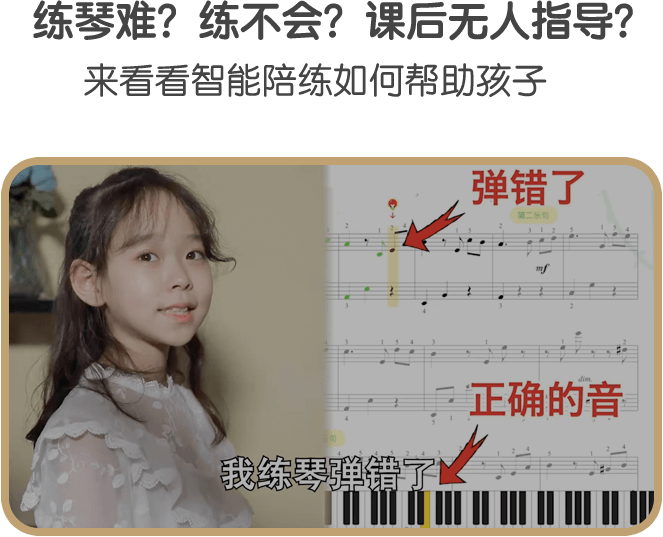 练琴难？练不会？课后无人指导？
来看看智能陪练如何帮助孩子
弹错了
第二乐句
mf
dim.
正确的音
我练琴弹错了